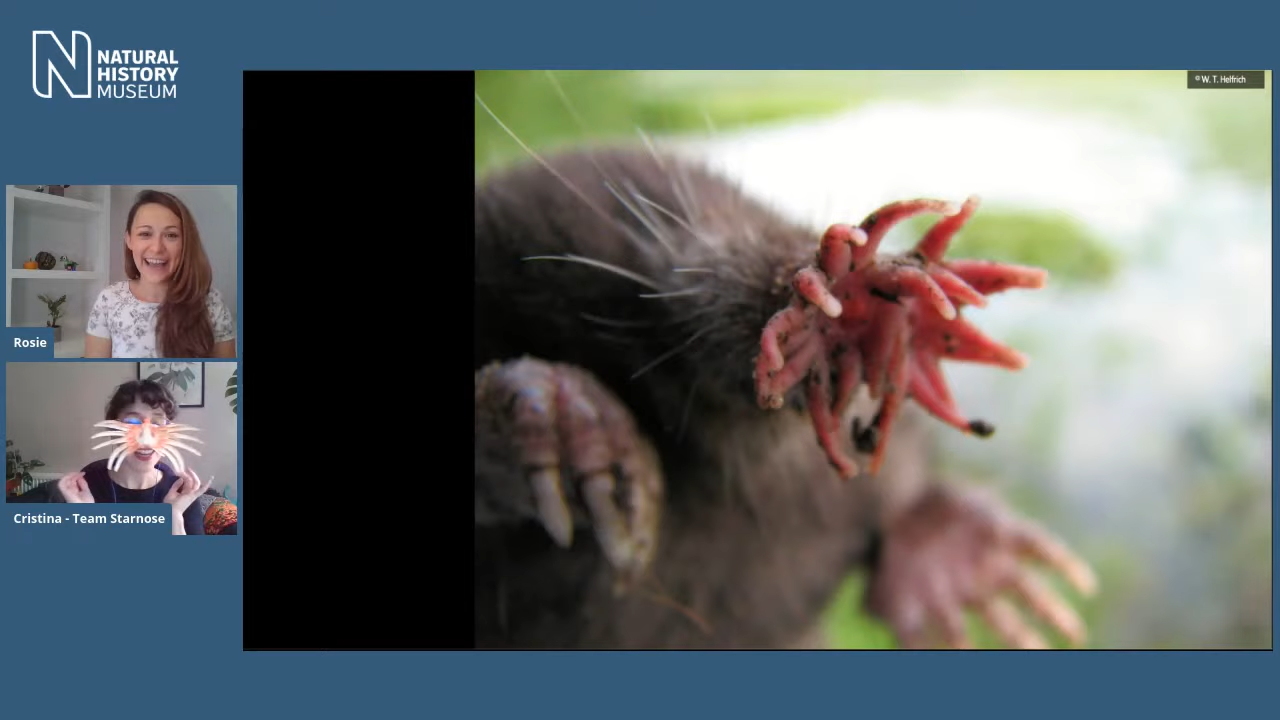 NATURAL
HISTORY
MUSEUM
© W. T. Helfrich
Rosie
Cristina - Team Starnose